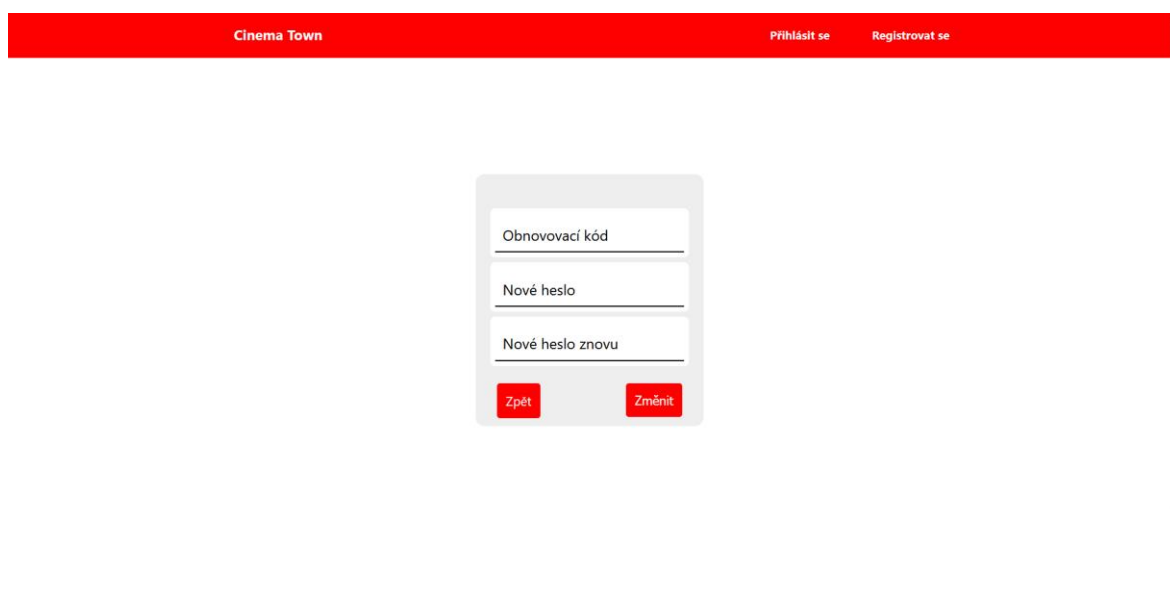 Cinema Town Přihlásit se Registrovat se
Obnovovací kód
Nové heslo
Nové heslo znovu
Zpět Změnit